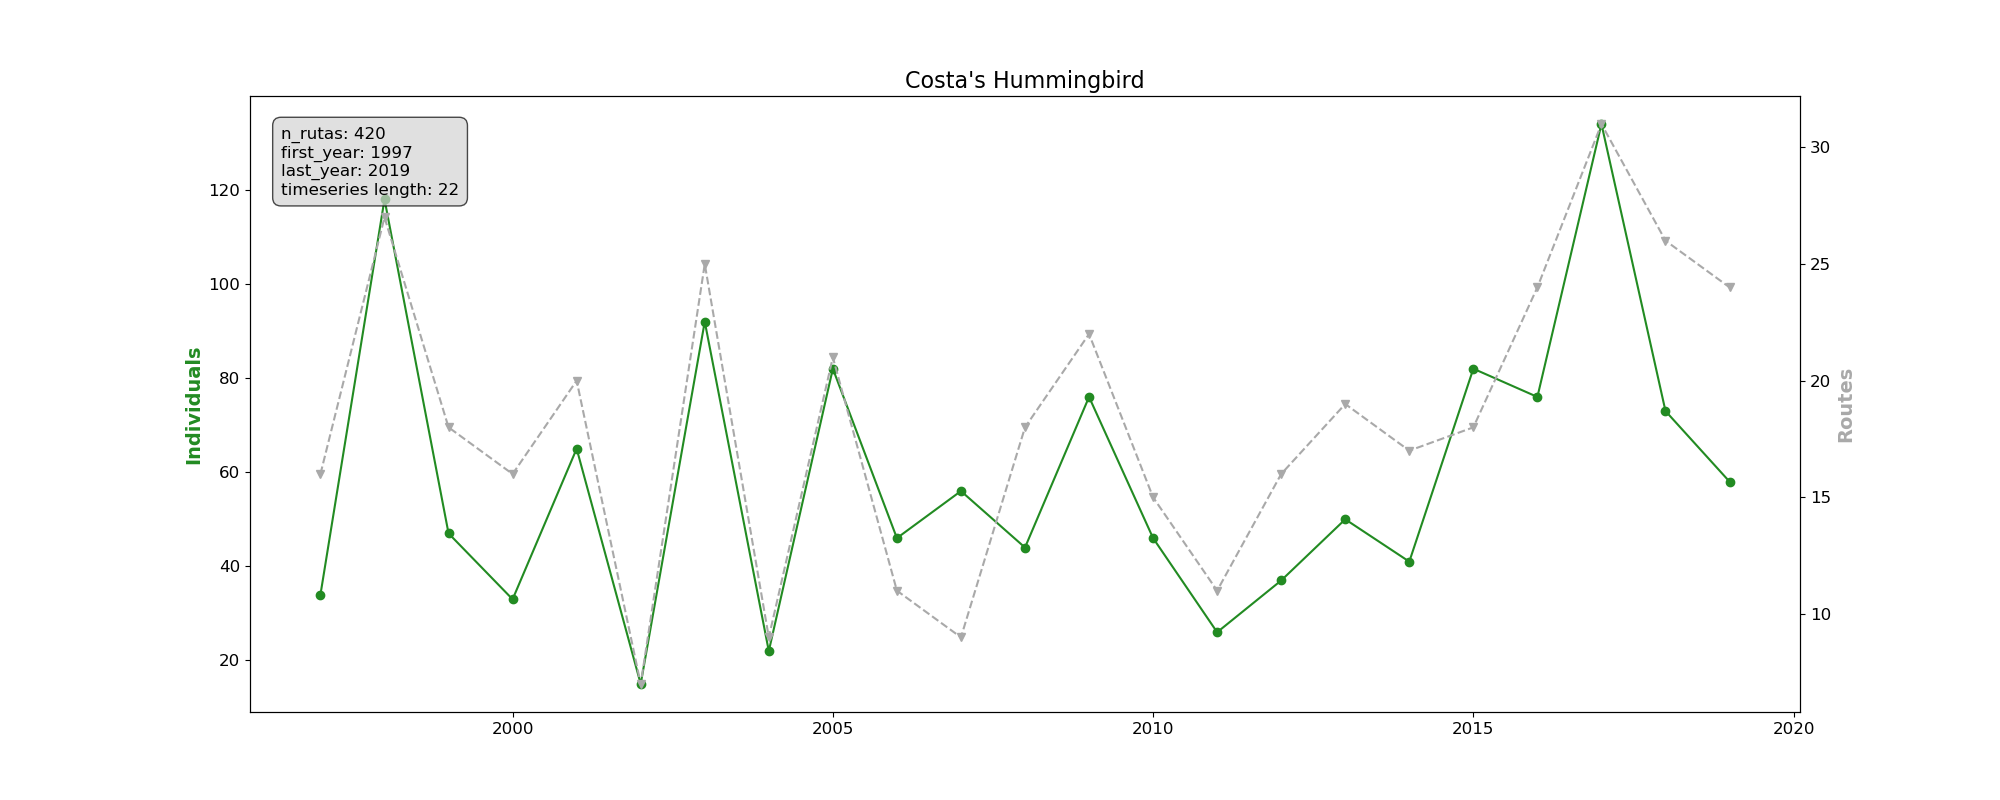 Costa's Hummingbird
n_rutas: 420
first_year: 1997
last_year: 2019
timeseries length: 22
Individuals
120
100
80
60
40
20
Routes
30
25
20
15
10
2000
2005
2010
2015
2020